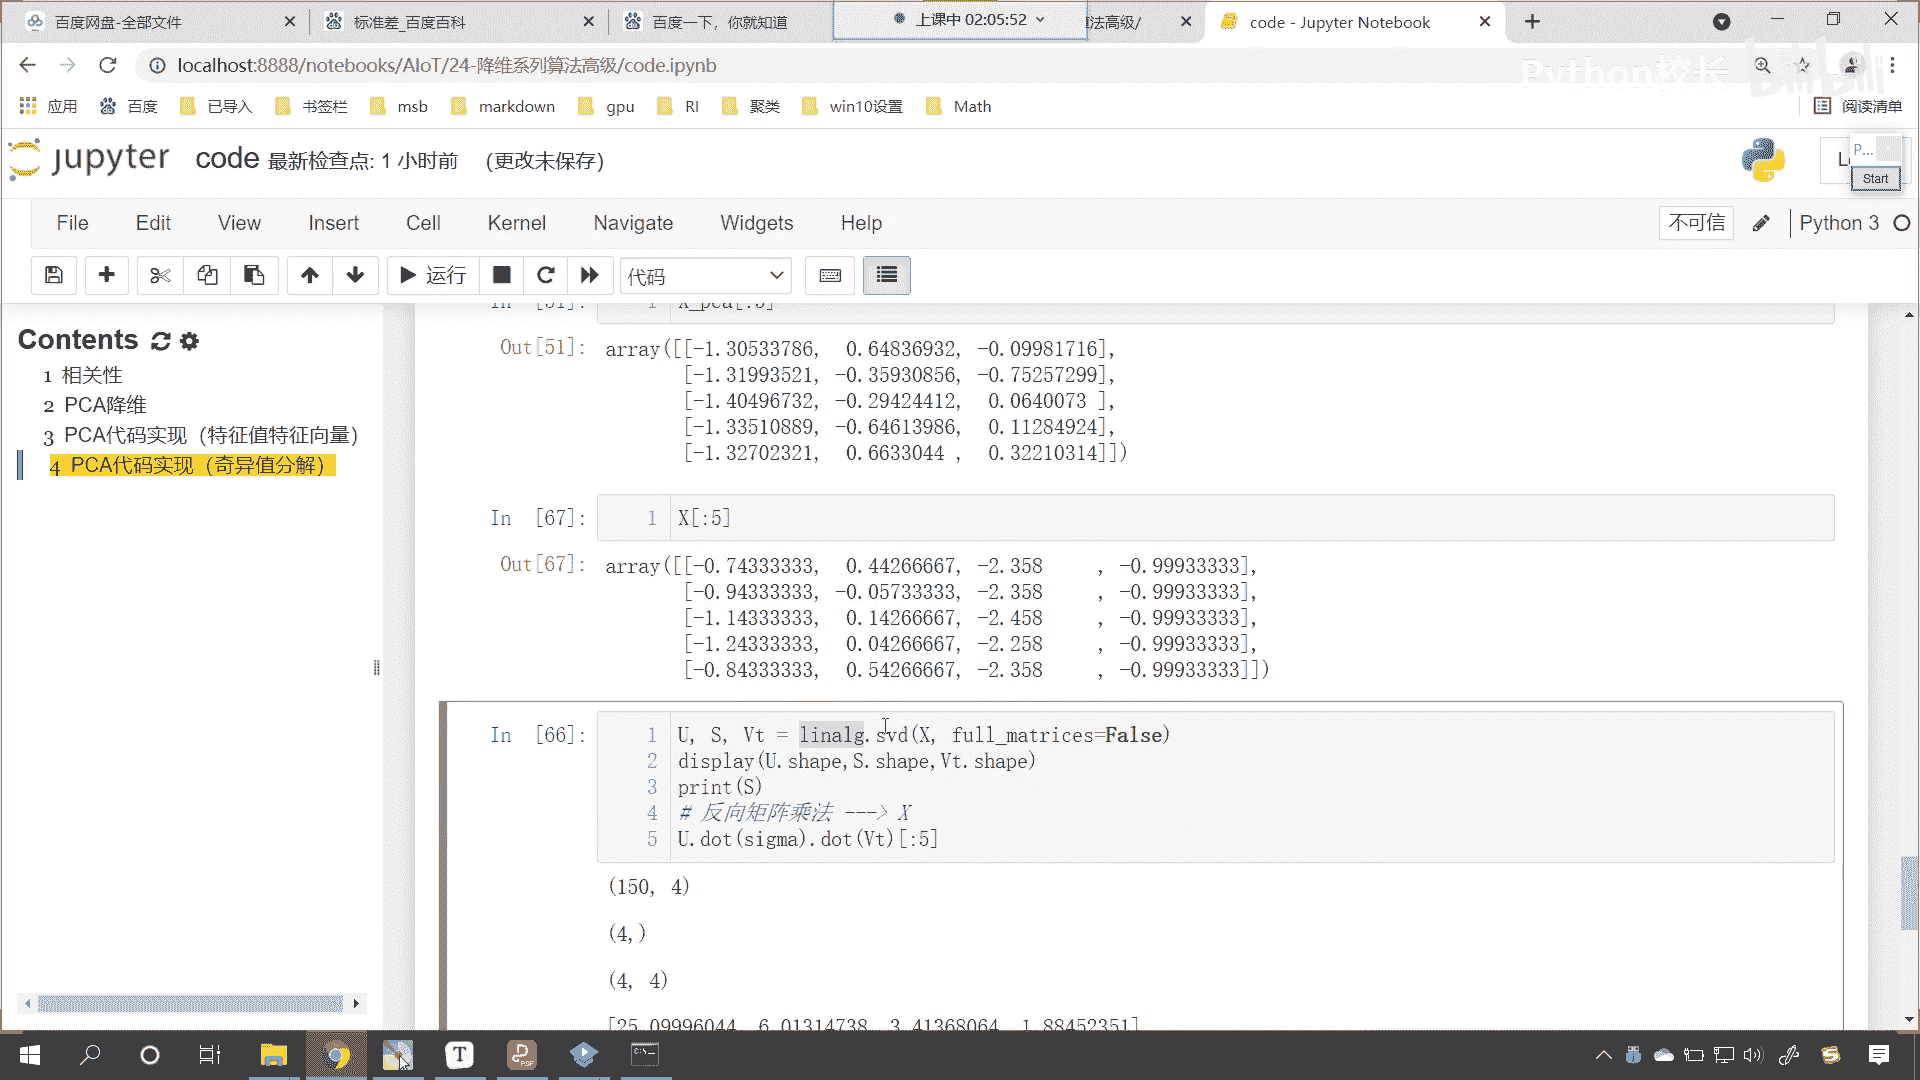 百度网盘-全部文件
标准差_百度百科
百度一下，你就知道
上课中 02:05:52
法高级/
code - Jupyter Notebook
localhost:8888/notebooks/AIoT/24-降维系列算法高级/code.ipynb
Python校长
bilibili
应用 百度 已导入 书签栏 msb markdown gpu RI 聚类 win10设置 Math 阅读清单
jupyter code 最新检查点: 1 小时前 (更改未保存)
P...
Start
File Edit View Insert Cell Kernel Navigate Widgets Help 不可信 Python 3
运行 代码
In [51]: 1 X_pca[:5]
Contents
1 相关性
2 PCA降维
3 PCA代码实现（特征值特征向量）
4 PCA代码实现（奇异值分解）
Out[51]: array([[-1.30533786, 0.64836932, -0.09981716],
[-1.31993521, -0.35930856, -0.75257299],
[-1.40496732, -0.29424412, 0.0640073 ],
[-1.33510889, -0.64613986, 0.11284924],
[-1.32702321, 0.6633044 , 0.32210314]])
In [67]: 1 X[:5]
Out[67]: array([[-0.74333333, 0.44266667, -2.358 , -0.99933333],
[-0.94333333, -0.05733333, -2.358 , -0.99933333],
[-1.14333333, 0.14266667, -2.458 , -0.99933333],
[-1.24333333, 0.04266667, -2.258 , -0.99933333],
[-0.84333333, 0.54266667, -2.358 , -0.99933333]])
In [66]: 1 U, S, Vt = linalg.svd(X, full_matrices=False)
2 display(U.shape,S.shape,Vt.shape)
3 print(S)
4 # 反向矩阵乘法 ---> X
5 U.dot(sigma).dot(Vt)[:5]
(150, 4)
(4,)
(4, 4)
[25.09996044 6.01314738 3.41368064 1.88452351]